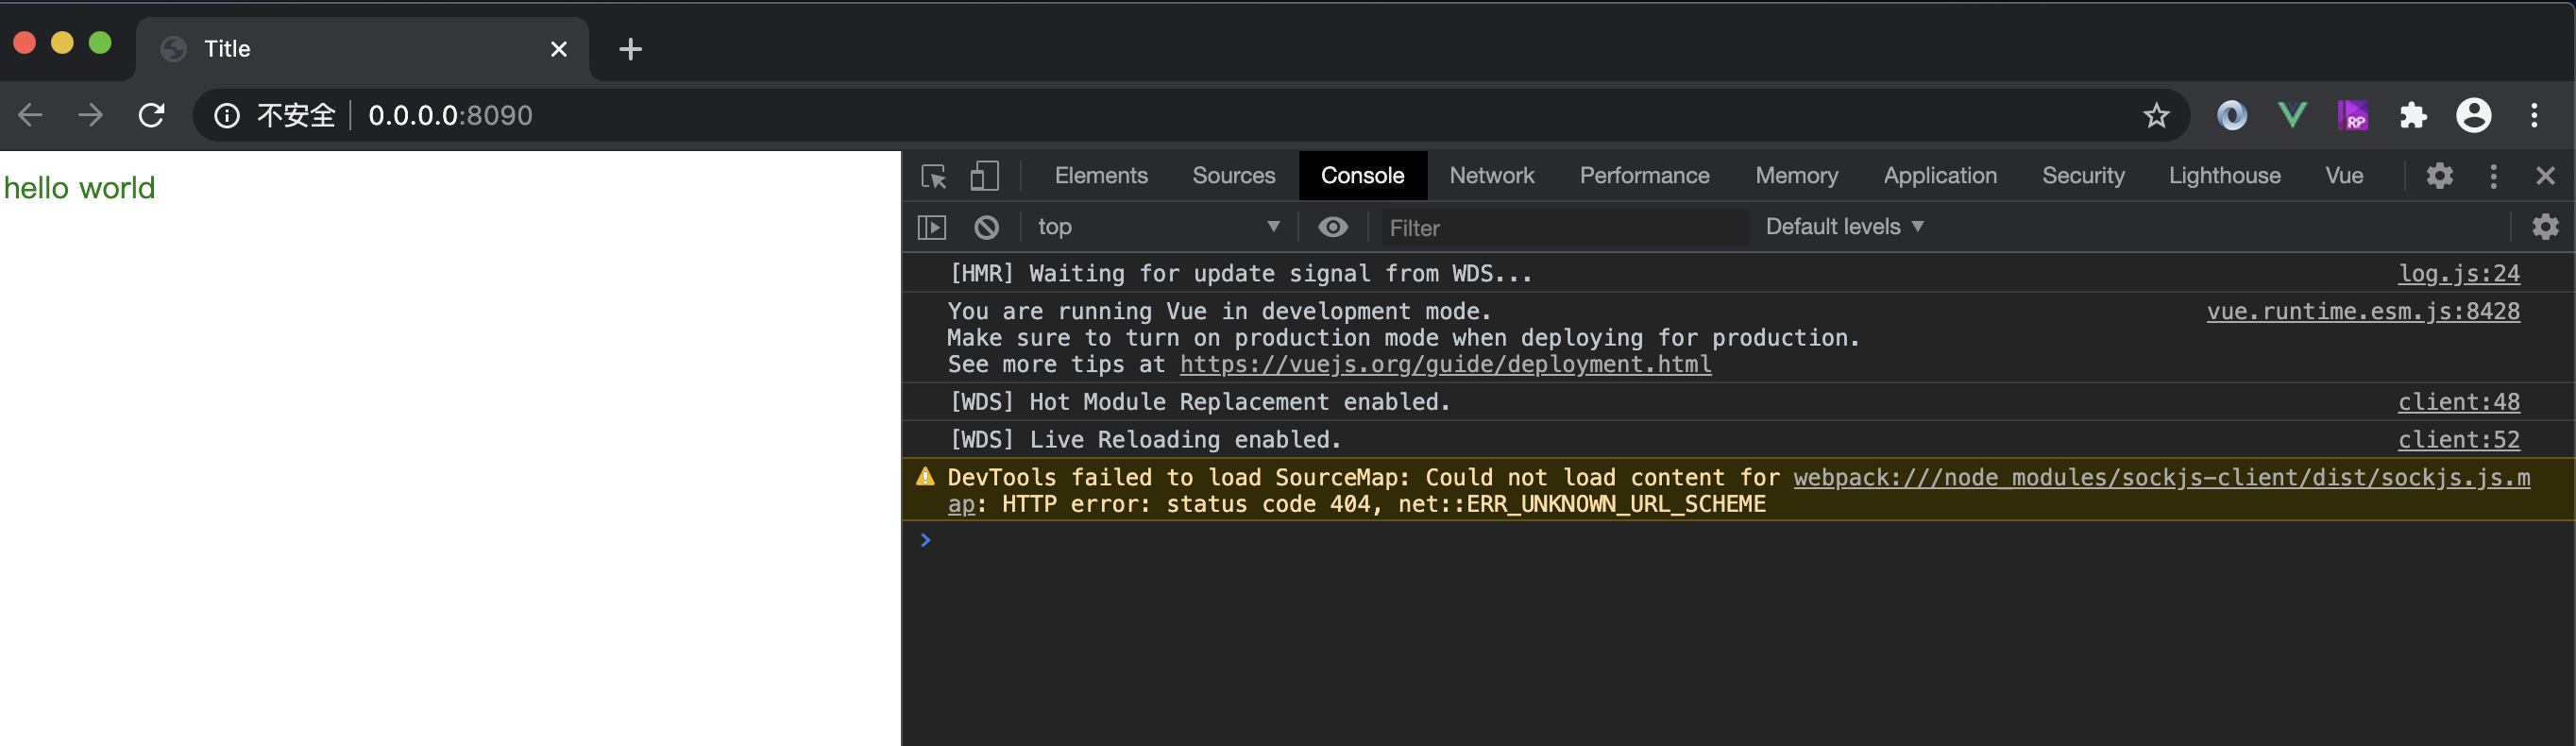 Title
不安全 0.0.0.0:8090
RP
hello world
Elements Sources Console Network Performance Memory Application Security Lighthouse Vue
top Filter Default levels
[HMR] Waiting for update signal from WDS... log.js:24
You are running Vue in development mode. vue.runtime.esm.js:8428
Make sure to turn on production mode when deploying for production.
See more tips at https://vuejs.org/guide/deployment.html
[WDS] Hot Module Replacement enabled. client:48
[WDS] Live Reloading enabled. client:52
DevTools failed to load SourceMap: Could not load content for webpack:///node_modules/sockjs-client/dist/sockjs.js.m
ap: HTTP error: status code 404, net::ERR_UNKNOWN_URL_SCHEME